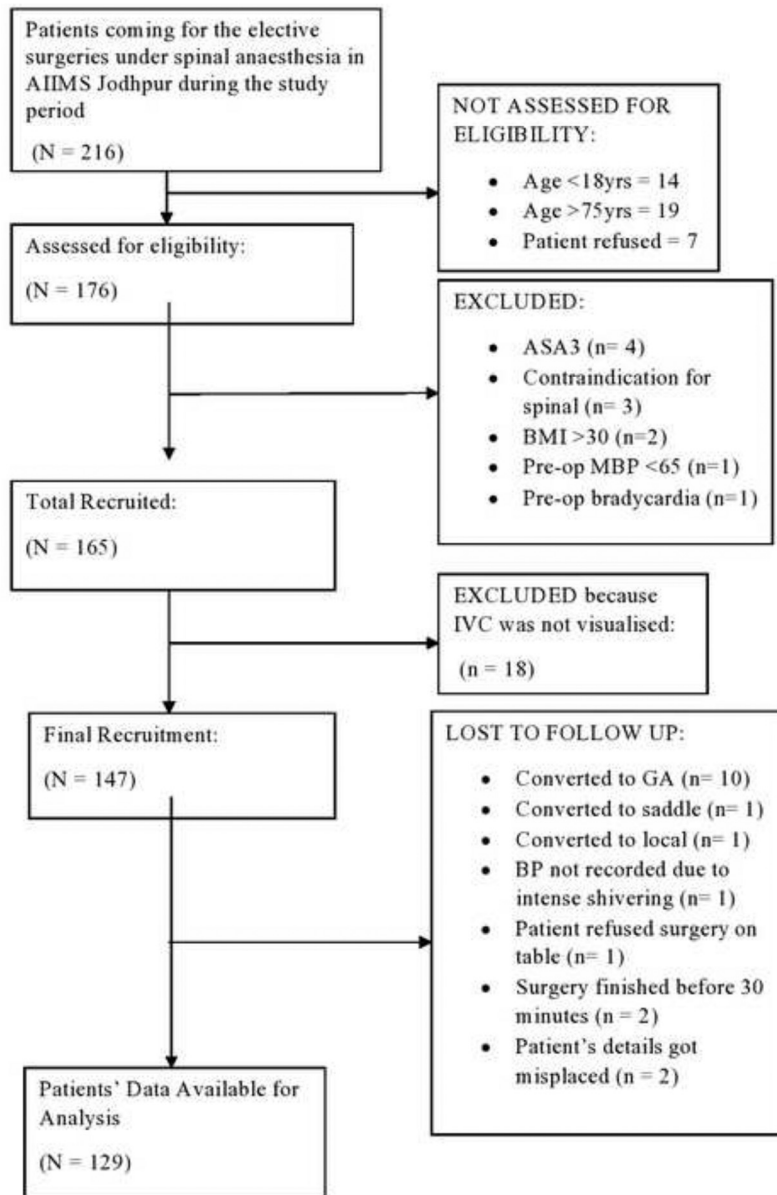 Patients coming for the elective
surgeries under spinal anaesthesia in
AIIMS Jodhpur during the study
period
(N = 216)
NOT ASSESSED FOR
ELIGIBILITY:
• Age <18yrs = 14
• Age >75yrs = 19
• Patient refused = 7
Assessed for eligibility:
(N = 176)
EXCLUDED:
• ASA3 (n= 4)
• Contraindication for
spinal (n= 3)
• BMI >30 (n=2)
• Pre-op MBP <65 (n=1)
• Pre-op bradycardia (n=1)
Total Recruited:
(N = 165)
EXCLUDED because
IVC was not visualised:
(n = 18)
Final Recruitment:
(N = 147)
LOST TO FOLLOW UP:
• Converted to GA (n= 10)
• Converted to saddle (n= 1)
• Converted to local (n= 1)
• BP not recorded due to
intense shivering (n= 1)
• Patient refused surgery on
table (n= 1)
• Surgery finished before 30
minutes (n = 2)
• Patient's details got
misplaced (n = 2)
Patients' Data Available for
Analysis
(N = 129)